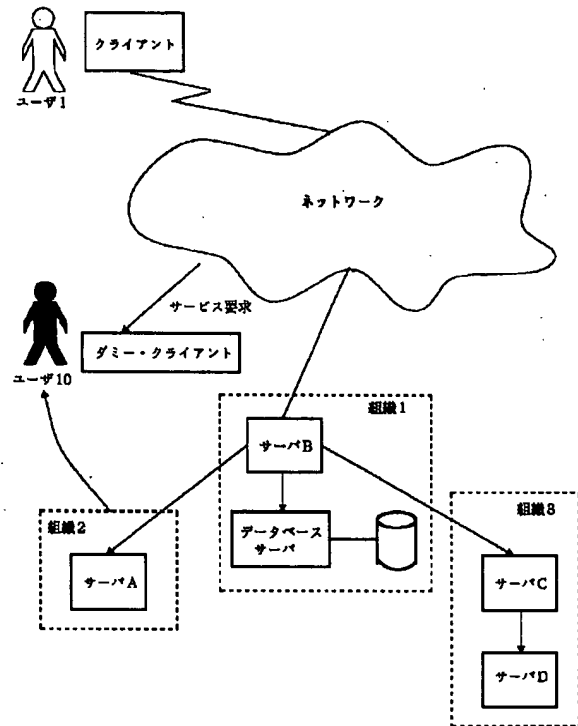 クライアント
ユーザ1
ネットワーク
サービス要求
ダミー・クライアント
ユーザ10
組織1
サーバB
組織2
データベース
サーバ
組織3
サーバA
サーバC
サーバD